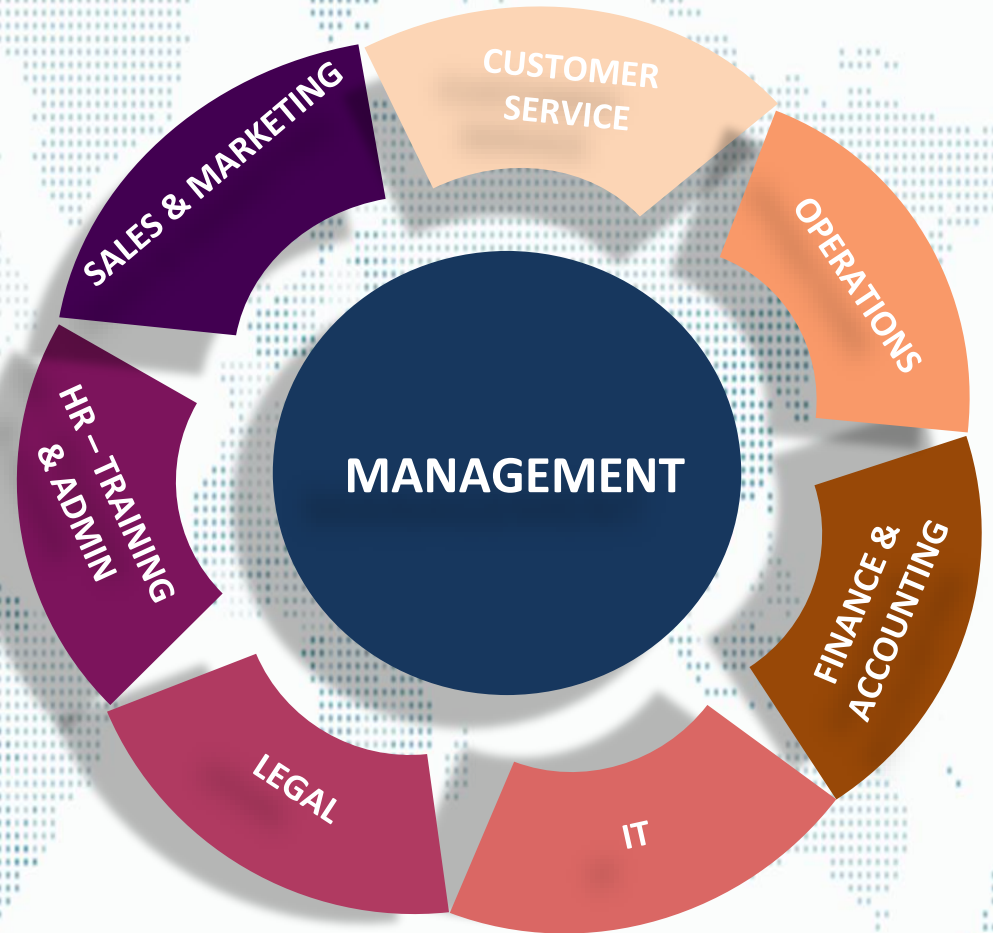 CUSTOMER
SERVICE
OPERATIONS
FINANCE &
ACCOUNTING
IT
LEGAL
HR – TRAINING
& ADMIN
SALES & MARKETING
MANAGEMENT